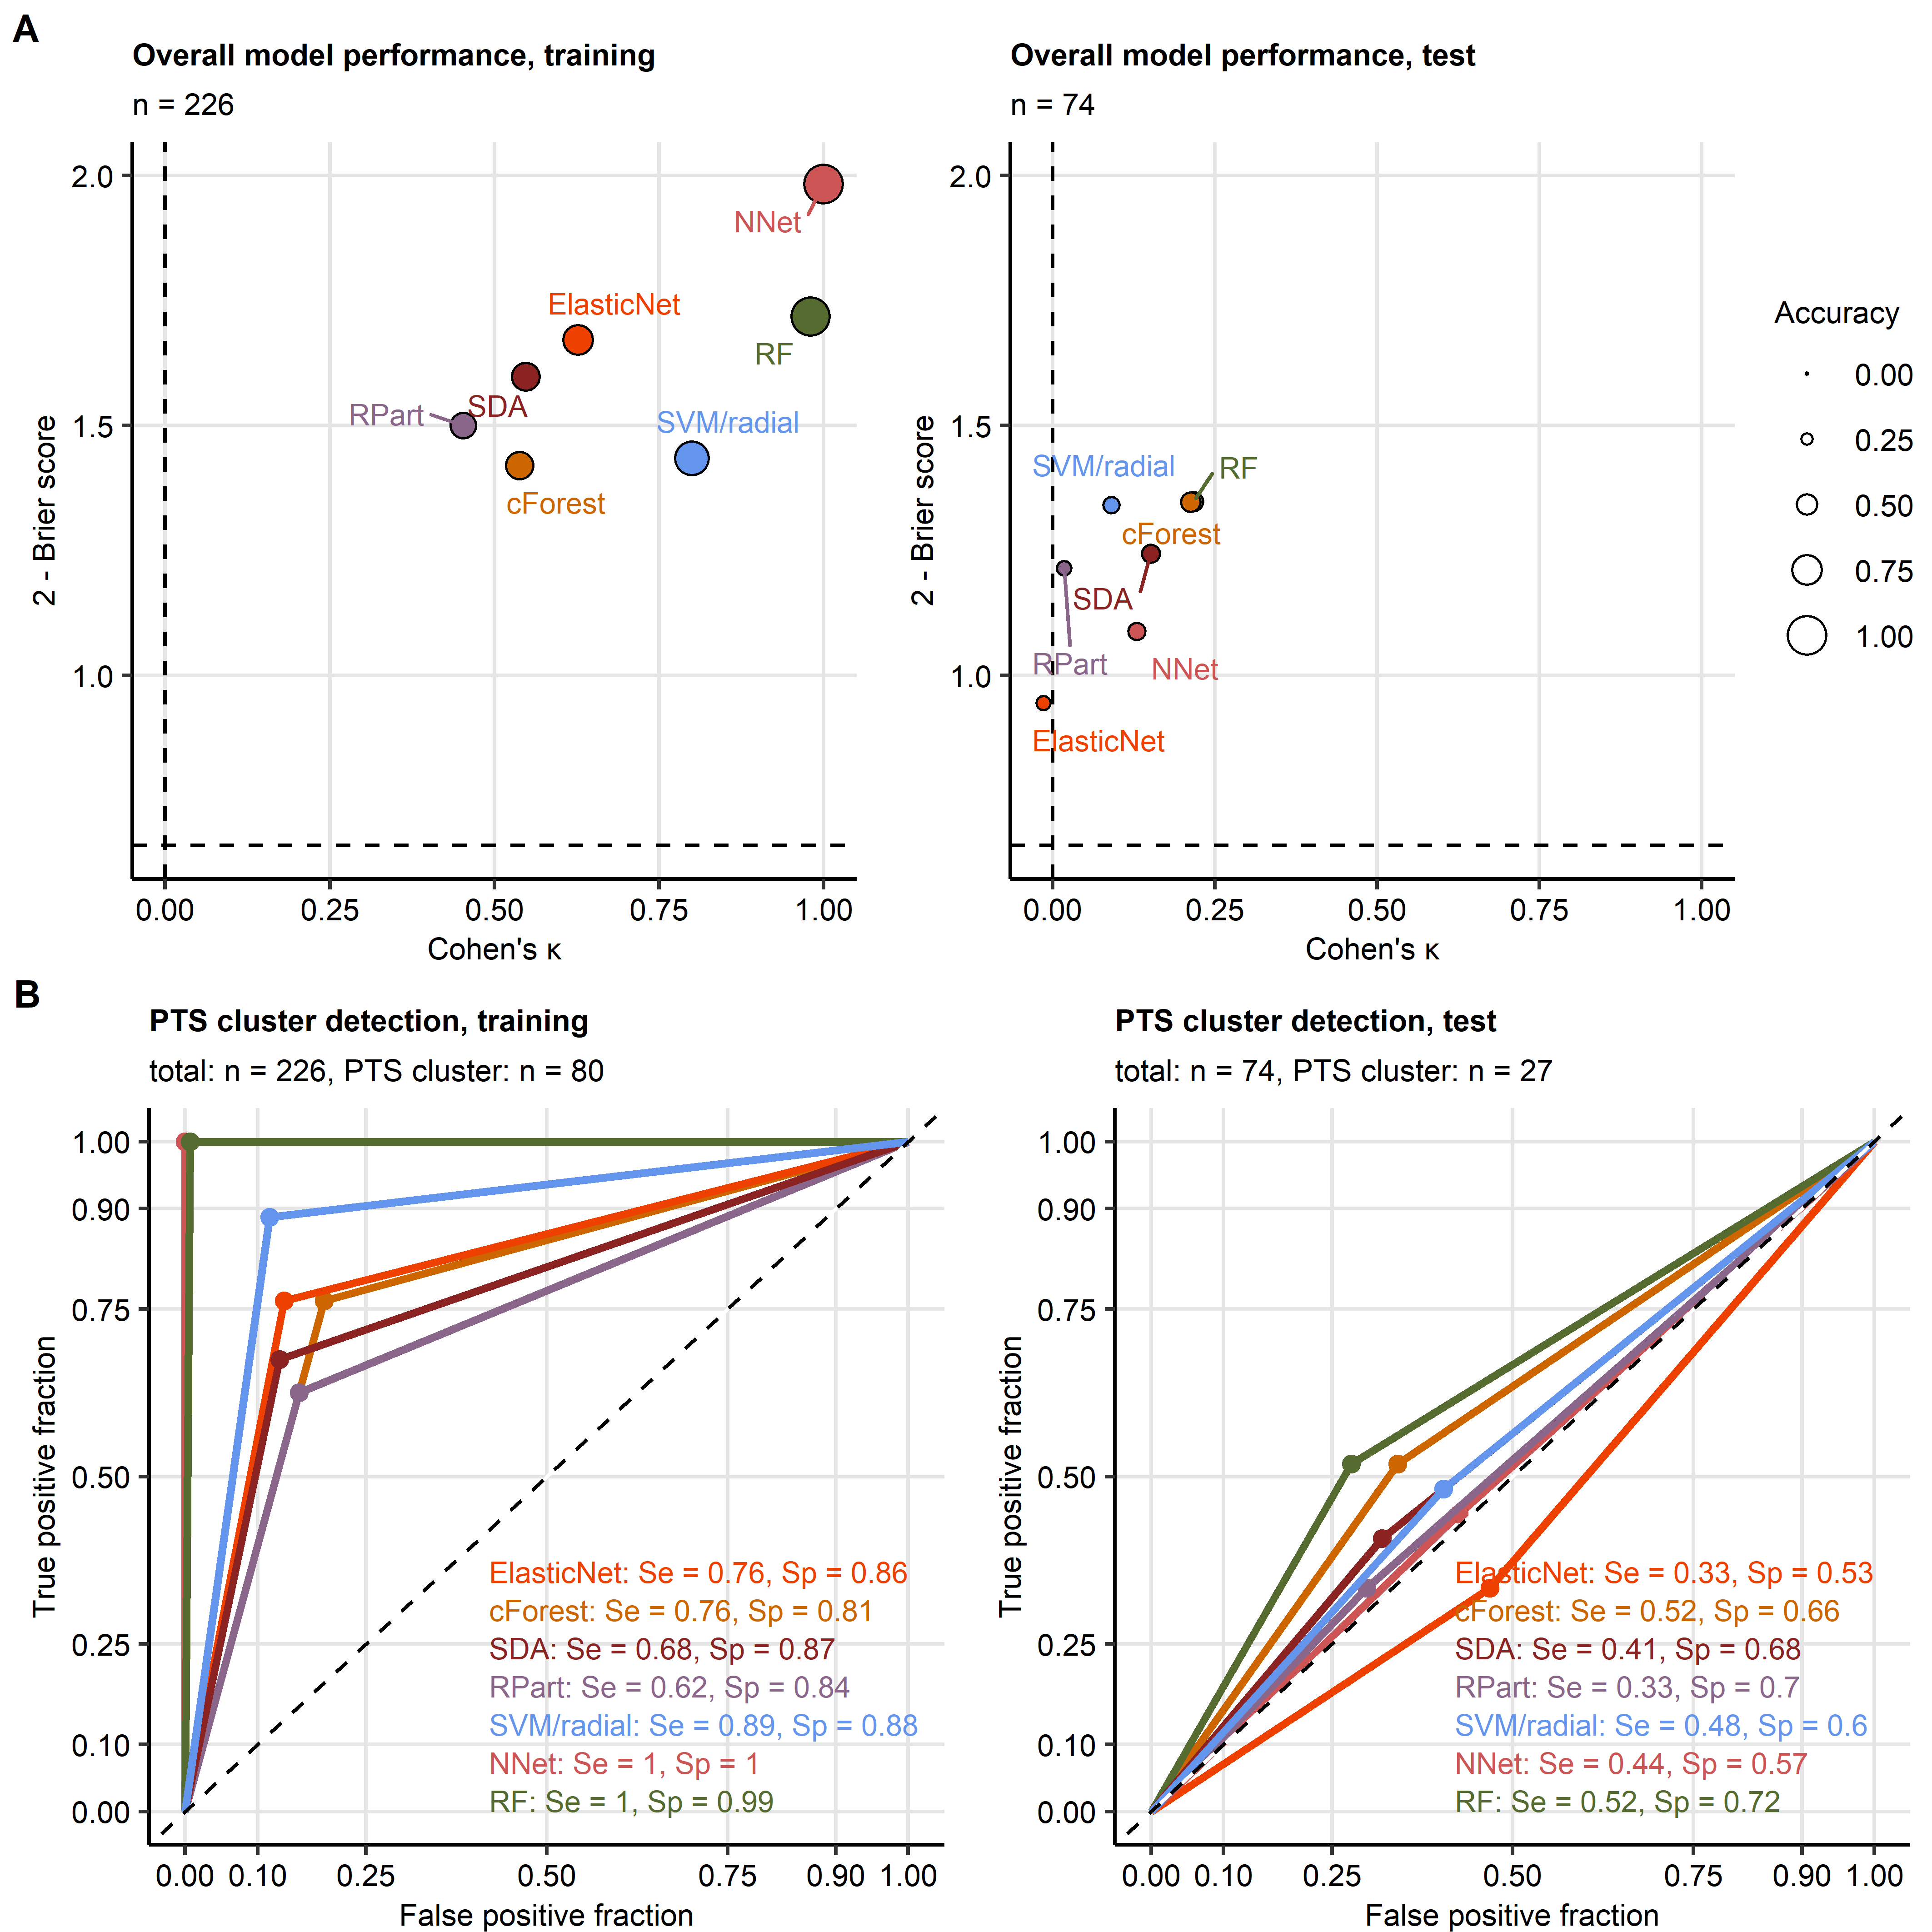 A
Overall model performance, training
n = 226
2.0
1.5
1.0
2 - Brier score
NNet
ElasticNet
RF
SDA
RPart
SVM/radial
cForest
0.00 0.25 0.50 0.75 1.00
Cohen's κ
Overall model performance, test
n = 74
2.0
1.5
1.0
2 - Brier score
SVM/radial
RF
cForest
SDA
RPart
NNet
ElasticNet
0.00 0.25 0.50 0.75 1.00
Cohen's κ
Accuracy
0.00
0.25
0.50
0.75
1.00
B
PTS cluster detection, training
total: n = 226, PTS cluster: n = 80
1.00
0.90
0.75
0.50
0.25
0.10
0.00
True positive fraction
ElasticNet: Se = 0.76, Sp = 0.86
cForest: Se = 0.76, Sp = 0.81
SDA: Se = 0.68, Sp = 0.87
RPart: Se = 0.62, Sp = 0.84
SVM/radial: Se = 0.89, Sp = 0.88
NNet: Se = 1, Sp = 1
RF: Se = 1, Sp = 0.99
0.00 0.10 0.25 0.50 0.75 0.90 1.00
False positive fraction
PTS cluster detection, test
total: n = 74, PTS cluster: n = 27
1.00
0.90
0.75
0.50
0.25
0.10
0.00
True positive fraction
ElasticNet: Se = 0.33, Sp = 0.53
cForest: Se = 0.52, Sp = 0.66
SDA: Se = 0.41, Sp = 0.68
RPart: Se = 0.33, Sp = 0.7
SVM/radial: Se = 0.48, Sp = 0.6
NNet: Se = 0.44, Sp = 0.57
RF: Se = 0.52, Sp = 0.72
0.00 0.10 0.25 0.50 0.75 0.90 1.00
False positive fraction